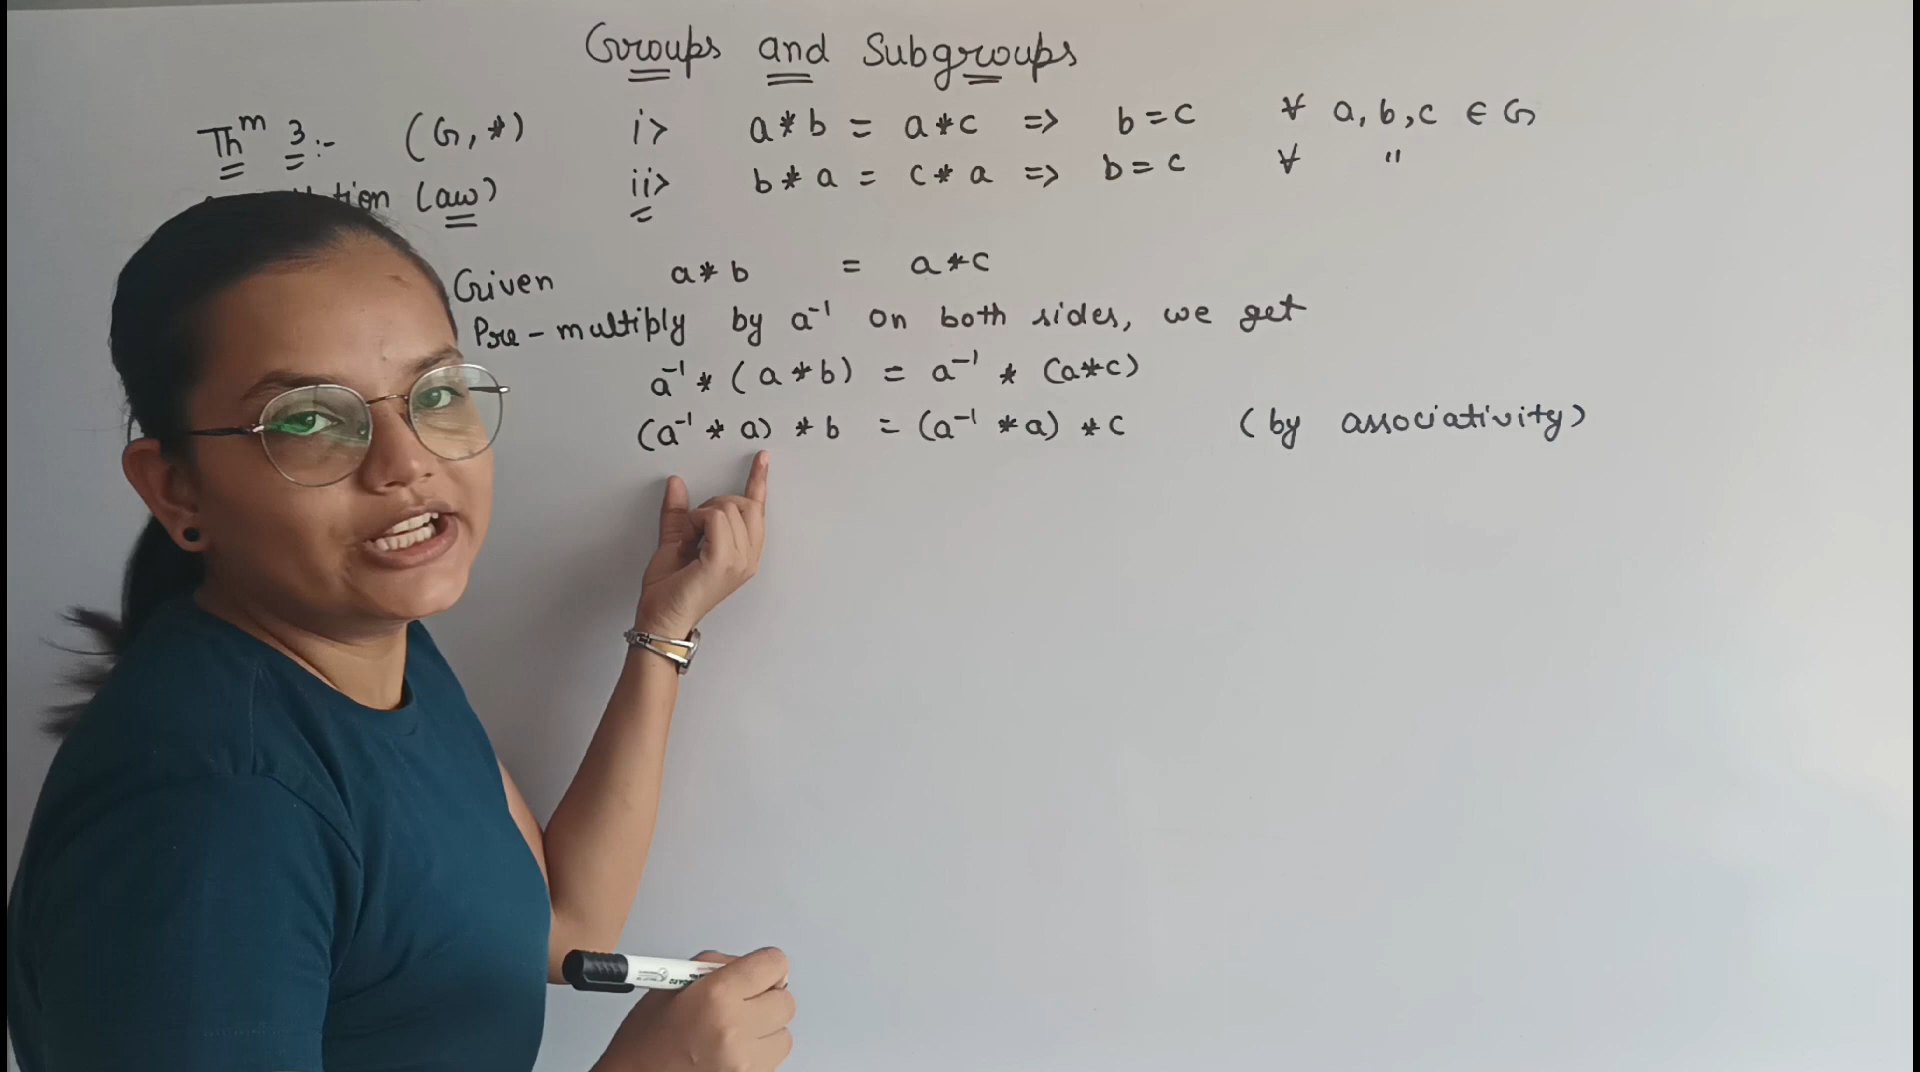 Groups and Subgroups
Thm 3:- (G, *) i> a * b = a * c => b = c ∀ a, b, c ∈ G
(law) ii> b * a = c * a => b = c ∀ "
Given a * b = a * c
Pre-multiply by a⁻¹ on both sides, we get
a⁻¹ * (a * b) = a⁻¹ * (a * c)
(a⁻¹ * a) * b = (a⁻¹ * a) * c (by associativity)